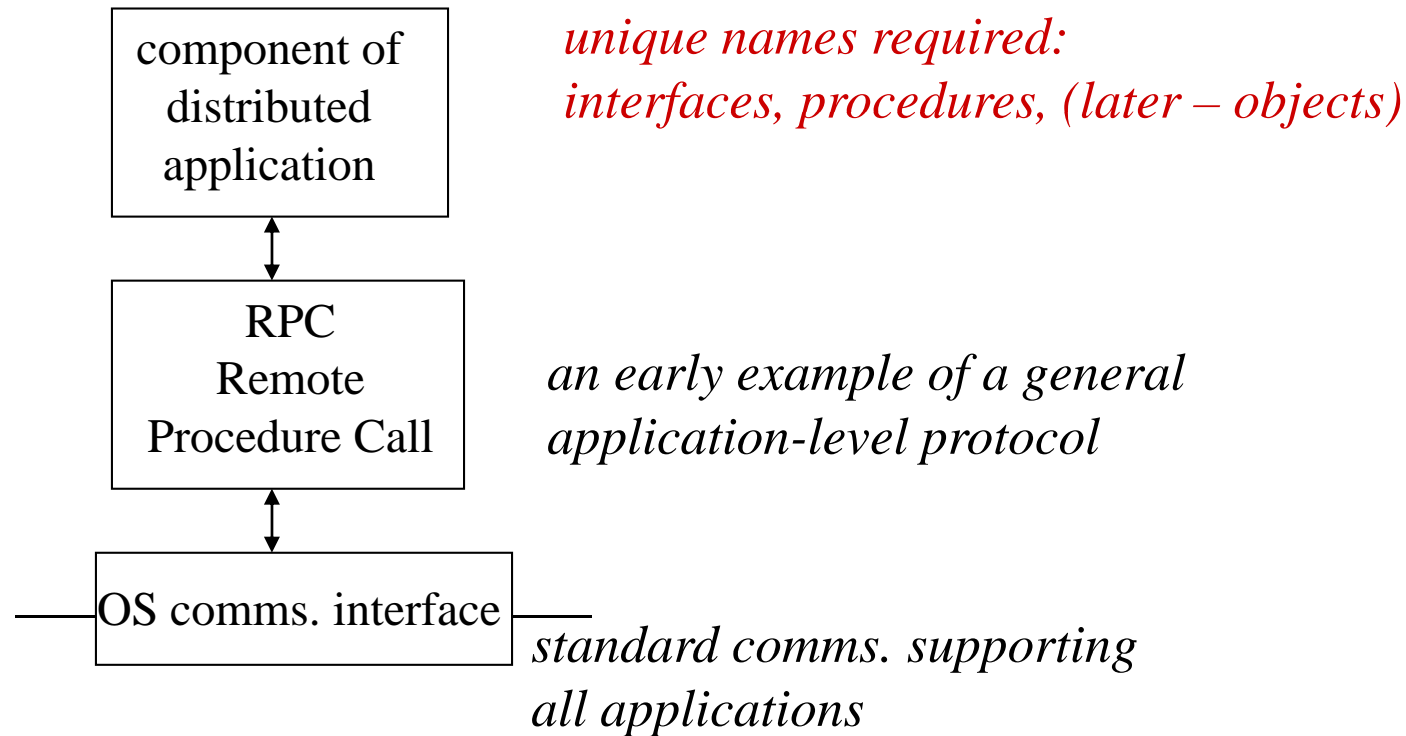 component of
distributed
application
unique names required:
interfaces, procedures, (later – objects)
RPC
Remote
Procedure Call
an early example of a general
application-level protocol
OS comms. interface
standard comms. supporting
all applications